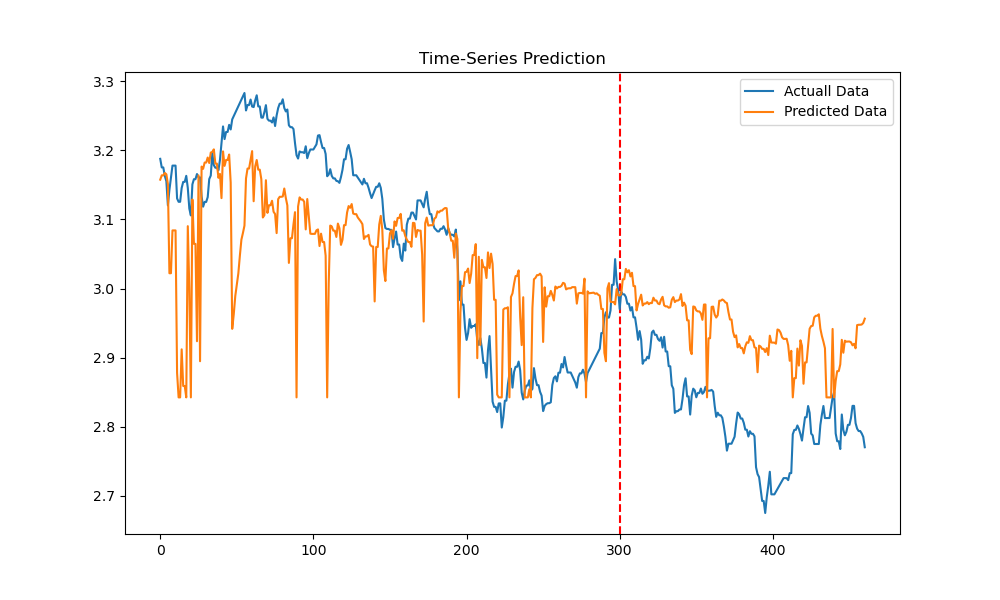 Time-Series Prediction
Actuall Data
Predicted Data
3.3
3.2
3.1
3.0
2.9
2.8
2.7
0 100 200 300 400